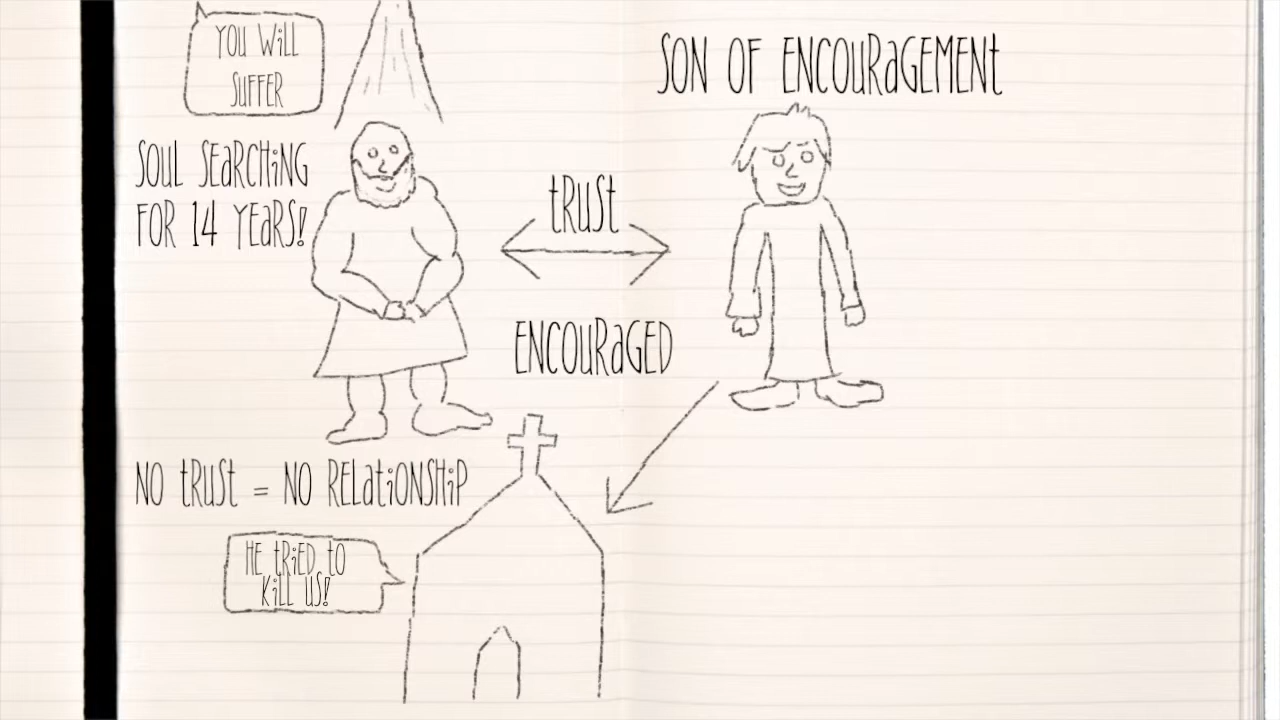 YOU WILL
SUFFER
SON OF ENCOURAGEMENT
SOUL SEARCHING
FOR 14 YEARS!
TRUST
ENCOURAGED
NO TRUST = NO RELATIONSHIP
HE TRIED TO
KILL US!